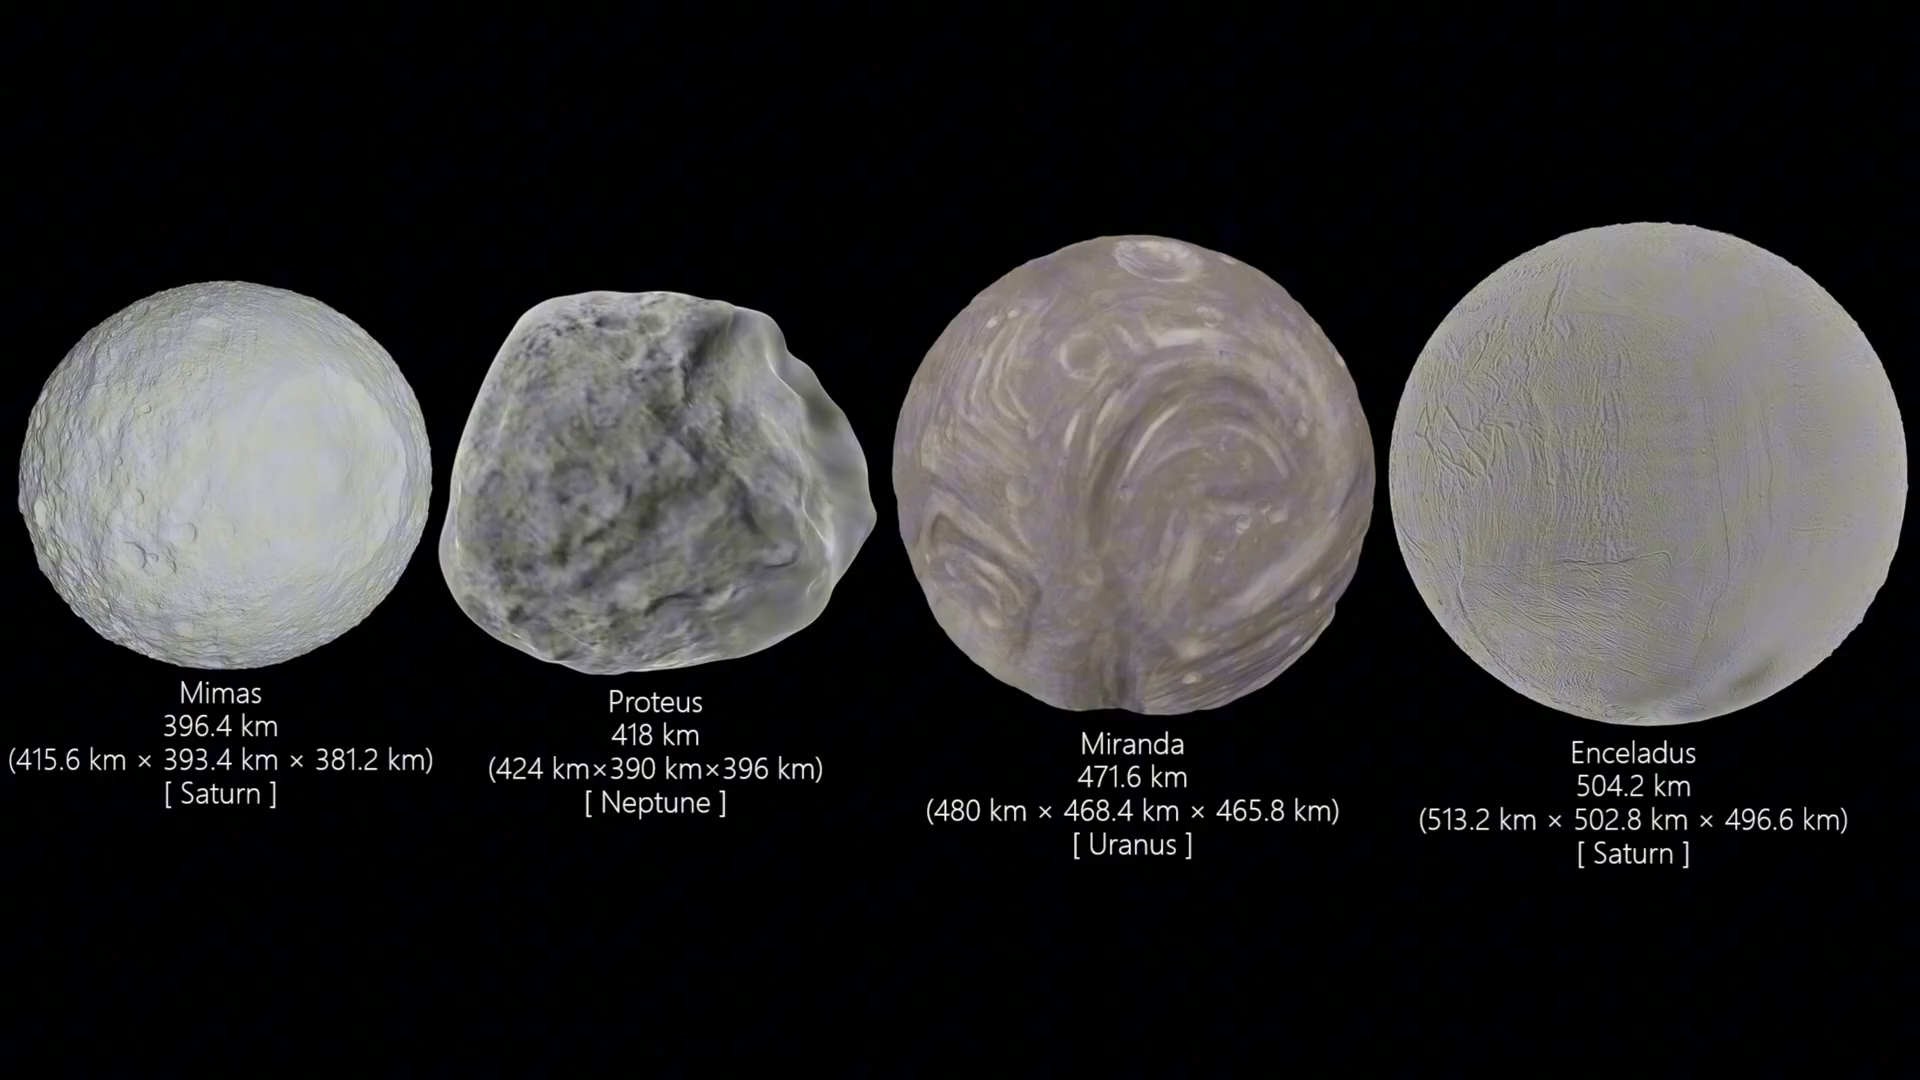 Mimas
396.4 km
(415.6 km × 393.4 km × 381.2 km)
[ Saturn ]
Proteus
418 km
(424 km×390 km×396 km)
[ Neptune ]
Miranda
471.6 km
(480 km × 468.4 km × 465.8 km)
[ Uranus ]
Enceladus
504.2 km
(513.2 km × 502.8 km × 496.6 km)
[ Saturn ]